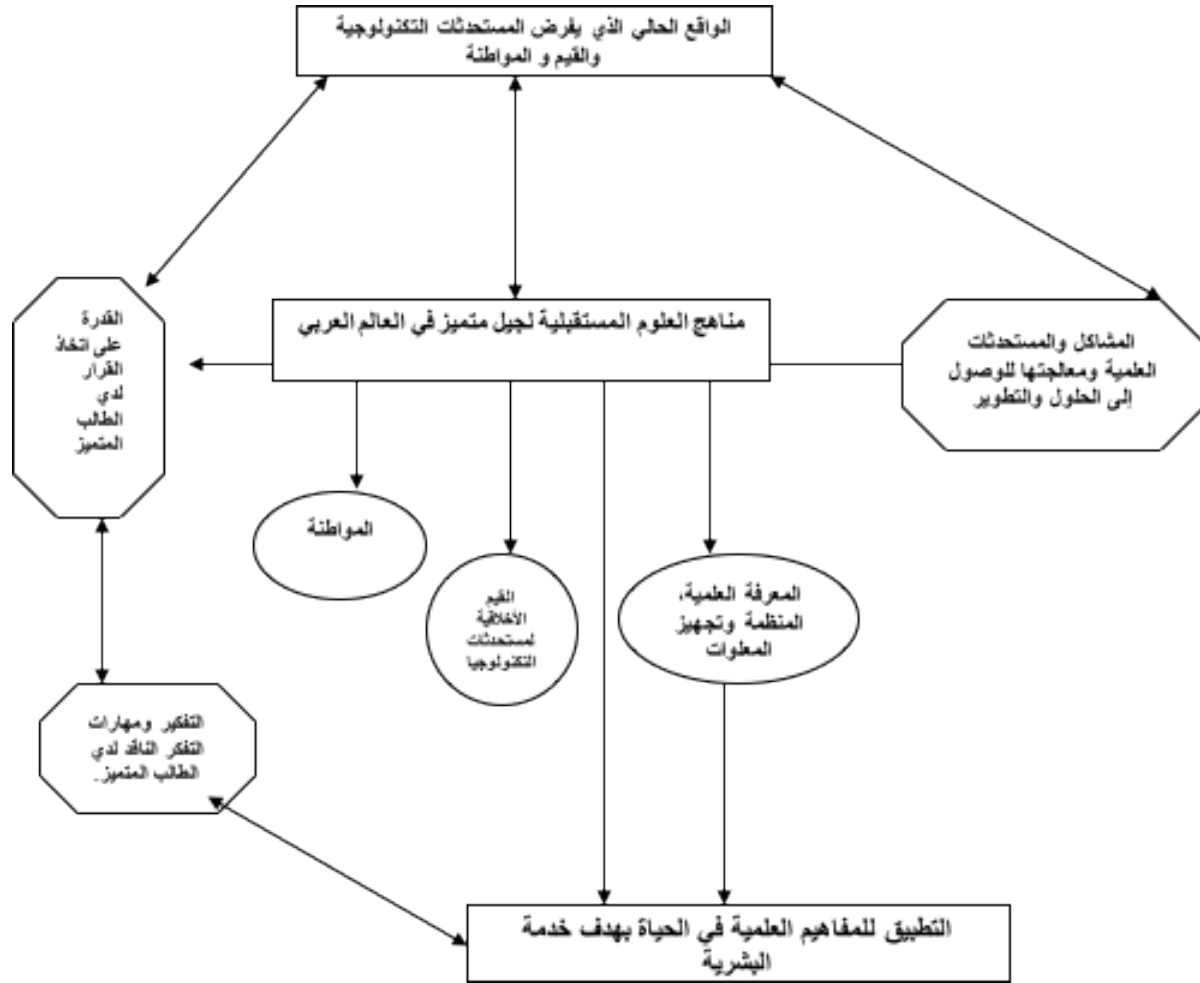 الواقع الحالي الذي يفرض المستحدثات التكنولوجية
والقيم و المواطنة
مناهج العلوم المستقبلية لجيل متميز في العالم العربي
المشاكل والمستحدثات
العلمية ومعالجتها للوصول
إلى الحلول والتطوير
القدرة
على اتخاذ
القرار
لدي
الطالب
المتميز
المواطنة
القيم
الأخلاقية
لمستحدثات
التكنولوجيا
المعرفة العلمية،
المنظمة وتجهيز
المعلوات
التفكير ومهارات
التفكر الناقد لدي
الطالب المتميز.
التطبيق للمفاهيم العلمية في الحياة بهدف خدمة
البشرية